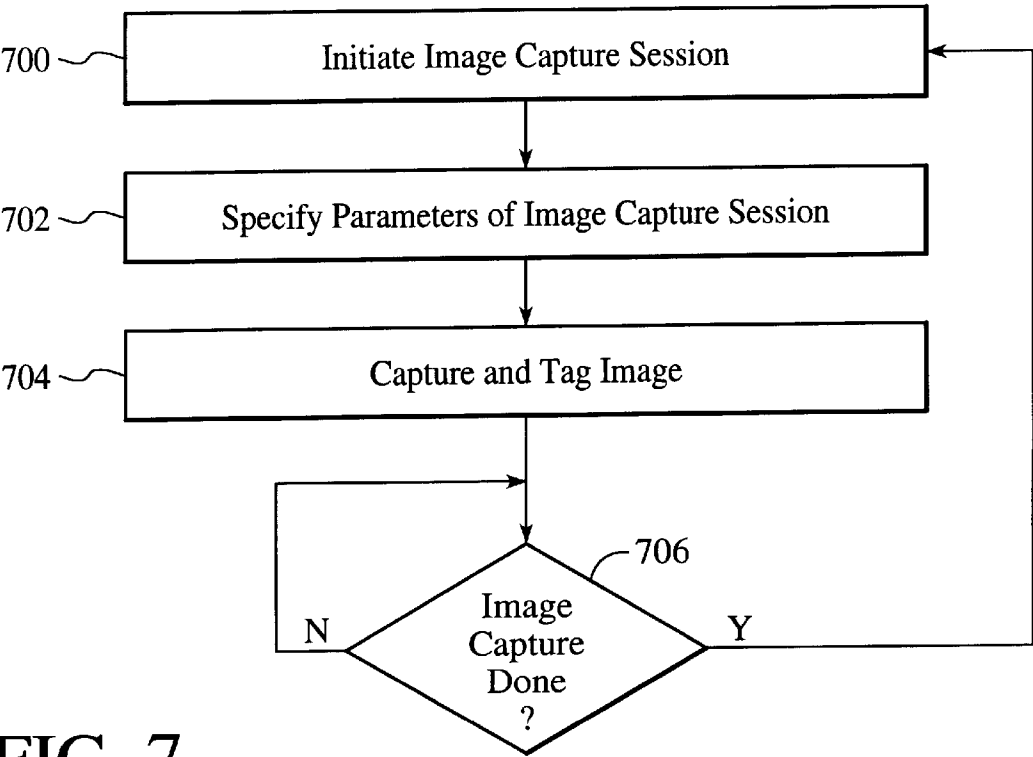 700
Initiate Image Capture Session
702
Specify Parameters of Image Capture Session
704
Capture and Tag Image
706
Image
Capture
Done
?
N
Y
FIG. 7